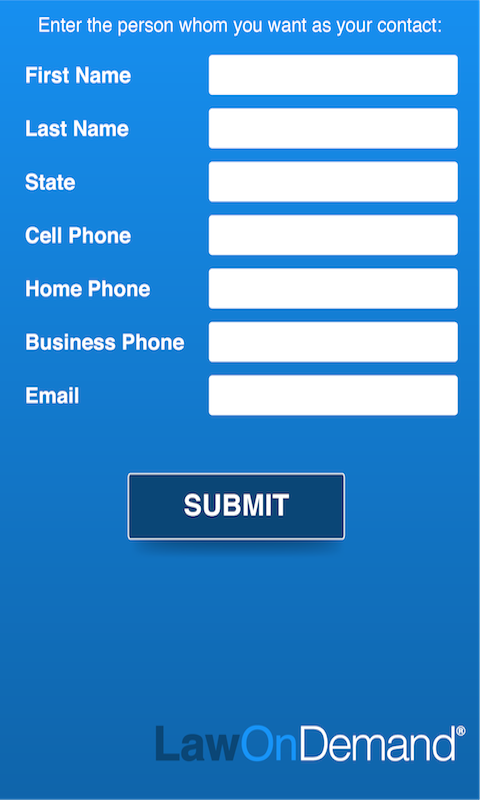 Enter the person whom you want as your contact:
First Name
Last Name
State
Cell Phone
Home Phone
Business Phone
Email
SUBMIT
LawOnDemand®